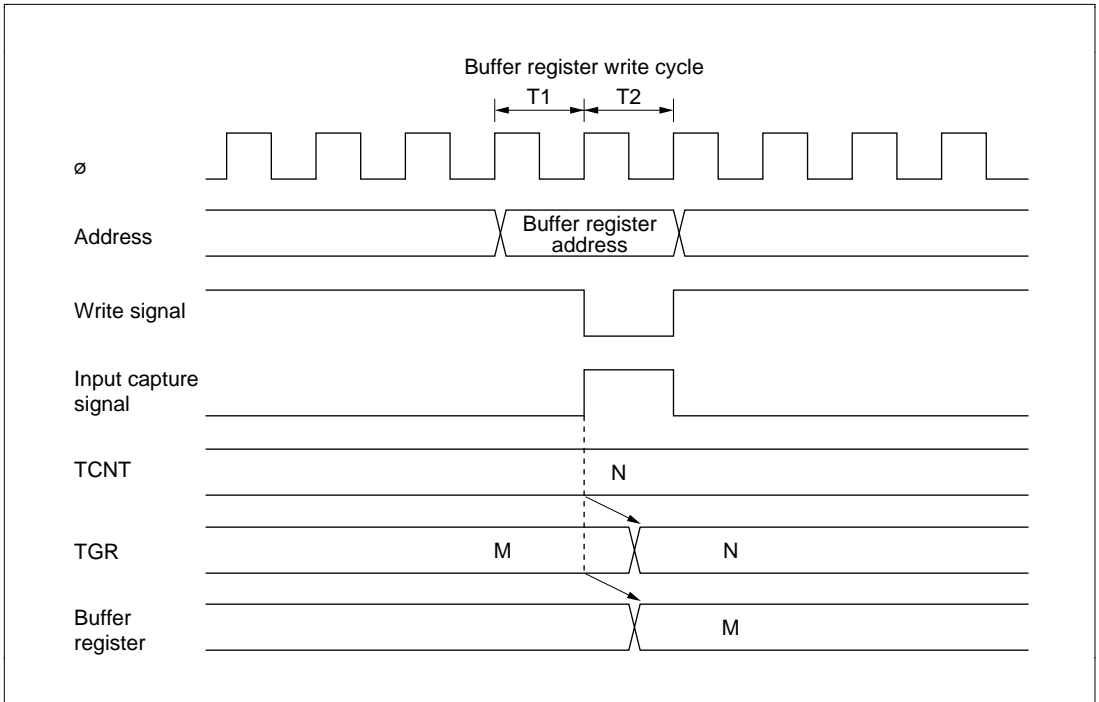 Buffer register write cycle
T1 T2
ø
Address
Buffer register
address
Write signal
Input capture
signal
TCNT
N
TGR
M
N
Buffer
register
M